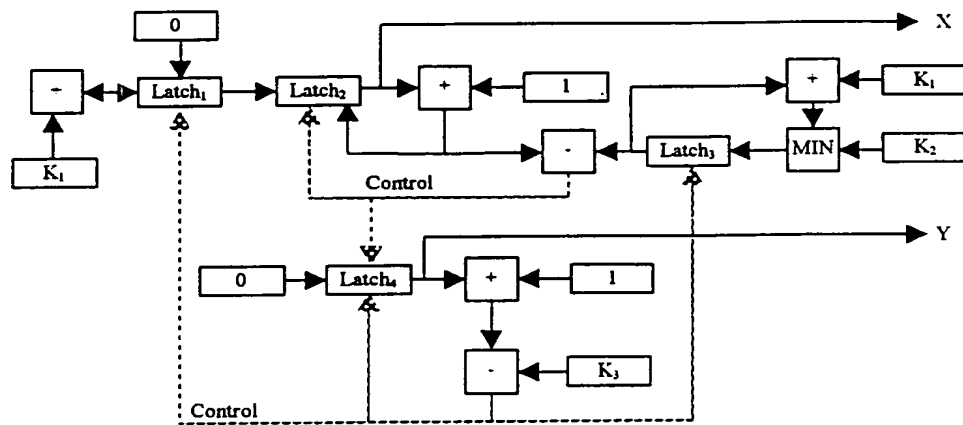 0
X
+
Latch₁
Latch₂
+
1
+
K₁
K₁
-
Latch₃
MIN
K₂
Control
Y
0
Latch₄
+
1
-
K₃
Control